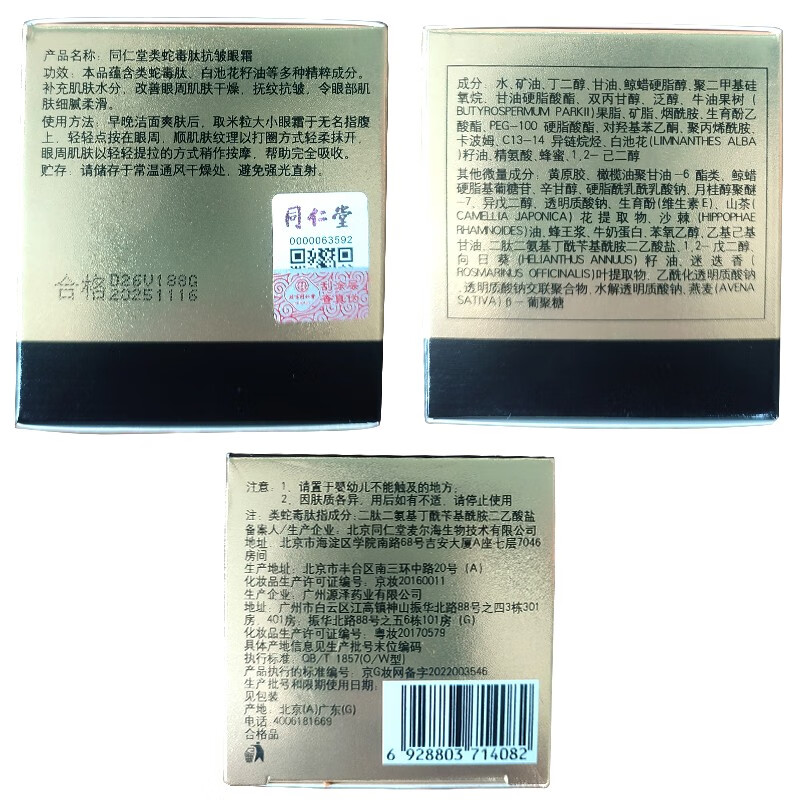 产品名称：同仁堂类蛇毒肽抗皱眼霜
功效：本品蕴含类蛇毒肽、白池花籽油等多种精粹成分。
补充肌肤水分，改善眼周肌肤干燥，抚纹抗皱，令眼部肌
肤细腻柔滑。
使用方法：早晚洁面爽肤后，取米粒大小眼霜于无名指腹
上，轻轻点按在眼周，顺肌肤纹理以打圈方式轻柔抹开，
眼周肌肤以轻轻提拉的方式稍作按摩，帮助完全吸收。
贮存：请储存于常温通风干燥处，避免强光直射。
同仁堂
0000063592
刮涂层
查真伪
合格 D26V188G
20251116
成分：水、矿油、丁二醇、甘油、鲸蜡硬脂醇、聚二甲基硅
氧烷、甘油硬脂酸酯、双丙甘醇、泛醇、牛油果树（
BUTYROSPERMUM PARKII）果脂、矿脂、烟酰胺、生育酚乙
酸酯、PEG-100 硬脂酸酯、对羟基苯乙酮、聚丙烯酰胺、
卡波姆、C13-14 异链烷烃、白池花(LIMNANTHES ALBA
)籽油、精氨酸、蜂蜜、1,2-己二醇
其他微量成分：黄原胶、橄榄油聚甘油-6 酯类、鲸蜡
硬脂基葡糖苷、辛甘醇、硬脂酰乳酰乳酸钠、月桂醇聚醚
-7、异戊二醇、透明质酸钠、生育酚(维生素E)、山茶(
CAMELLIA JAPONICA) 花提取物、沙棘(HIPPOPHAE
RHAMNOIDES)油、蜂王浆、牛奶蛋白、苯氧乙醇、乙基己基
甘油、二肽二氨基丁酰苄基酰胺二乙酸盐、1,2-戊二醇、
向日葵(HELIANTHUS ANNUUS)籽油、迷迭香(
ROSMARINUS OFFICINALIS)叶提取物、乙酰化透明质酸钠
、透明质酸钠交联聚合物、水解透明质酸钠、燕麦(AVENA
SATIVA) β-葡聚糖
注意：1、请置于婴幼儿不能触及的地方；
2、因肤质各异，用后如有不适，请停止使用
注：类蛇毒肽指成分：二肽二氨基丁酰苄基酰胺二乙酸盐
备案人/生产企业：北京同仁堂麦尔海生物技术有限公司
地址：北京市海淀区学院南路68号吉安大厦A座七层7046
房间
生产地址：北京市丰台区南三环中路20号（A）
化妆品生产许可证编号：京妆20160011
生产企业：广州源泽药业有限公司
地址：广州市白云区江高镇神山振华北路88号之四3栋301
房、401房；振华北路88号之五6栋101房（G）
化妆品生产许可证编号：粤妆20170579
具体产地信息见生产批号末位编码
执行标准：QB/T 1857(O/W型)
产品执行的标准编号：京G妆网备字2022003546
生产批号和限期使用日期：
见包装
产地：北京(A)广东(G)
电话：4006181669
合格品
6 928803 714082